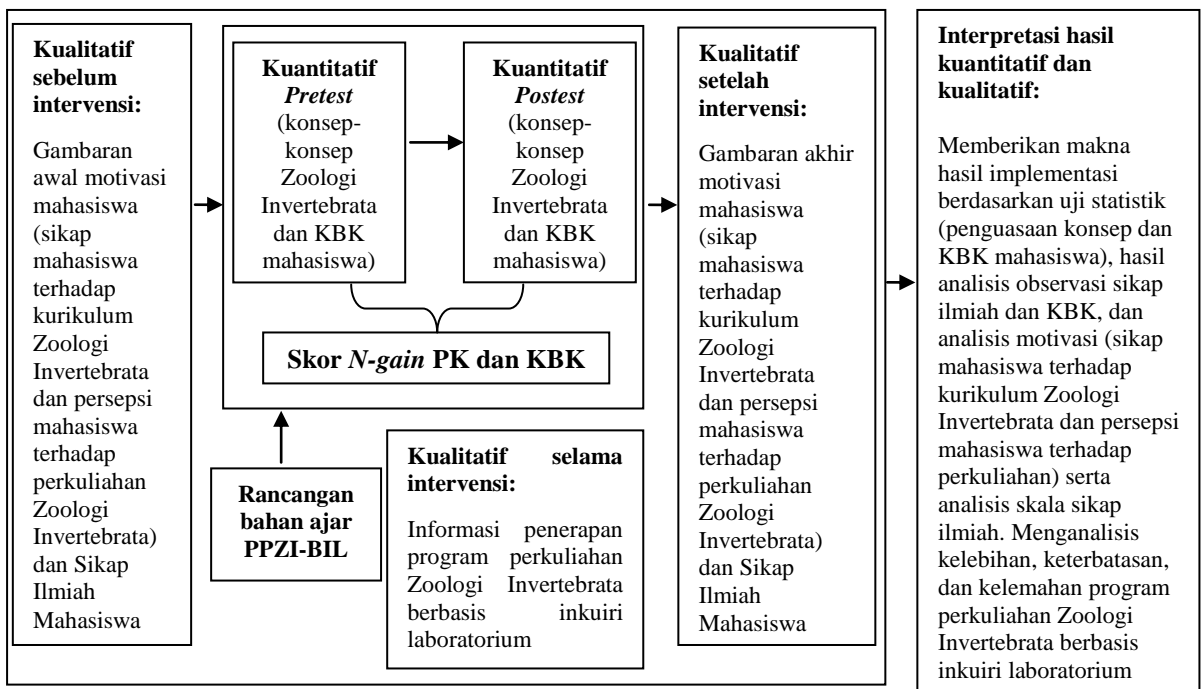 Kualitatif
sebelum
intervensi:
Gambaran
awal motivasi
mahasiswa
(sikap
mahasiswa
terhadap
kurikulum
Zoologi
Invertebrata
dan persepsi
mahasiswa
terhadap
perkuliahan
Zoologi
Invertebrata)
dan Sikap
Ilmiah
Mahasiswa
Kuantitatif
Pretest
(konsep-
konsep
Zoologi
Invertebrata
dan KBK
mahasiswa)
Kuantitatif
Postest
(konsep-
konsep
Zoologi
Invertebrata
dan KBK
mahasiswa)
Skor N-gain PK dan KBK
Rancangan
bahan ajar
PPZI-BIL
Kualitatif selama
intervensi:
Informasi penerapan
program perkuliahan
Zoologi Invertebrata
berbasis inkuiri
laboratorium
Kualitatif
setelah
intervensi:
Gambaran akhir
motivasi
mahasiswa
(sikap
mahasiswa
terhadap
kurikulum
Zoologi
Invertebrata
dan persepsi
mahasiswa
terhadap
perkuliahan
Zoologi
Invertebrata)
dan Sikap
Ilmiah
Mahasiswa
Interpretasi hasil
kuantitatif dan
kualitatif:
Memberikan makna
hasil implementasi
berdasarkan uji statistik
(penguasaan konsep dan
KBK mahasiswa), hasil
analisis observasi sikap
ilmiah dan KBK, dan
analisis motivasi (sikap
mahasiswa terhadap
kurikulum Zoologi
Invertebrata dan persepsi
mahasiswa terhadap
perkuliahan) serta
analisis skala sikap
ilmiah. Menganalisis
kelebihan, keterbatasan,
dan kelemahan program
perkuliahan Zoologi
Invertebrata berbasis
inkuiri laboratorium